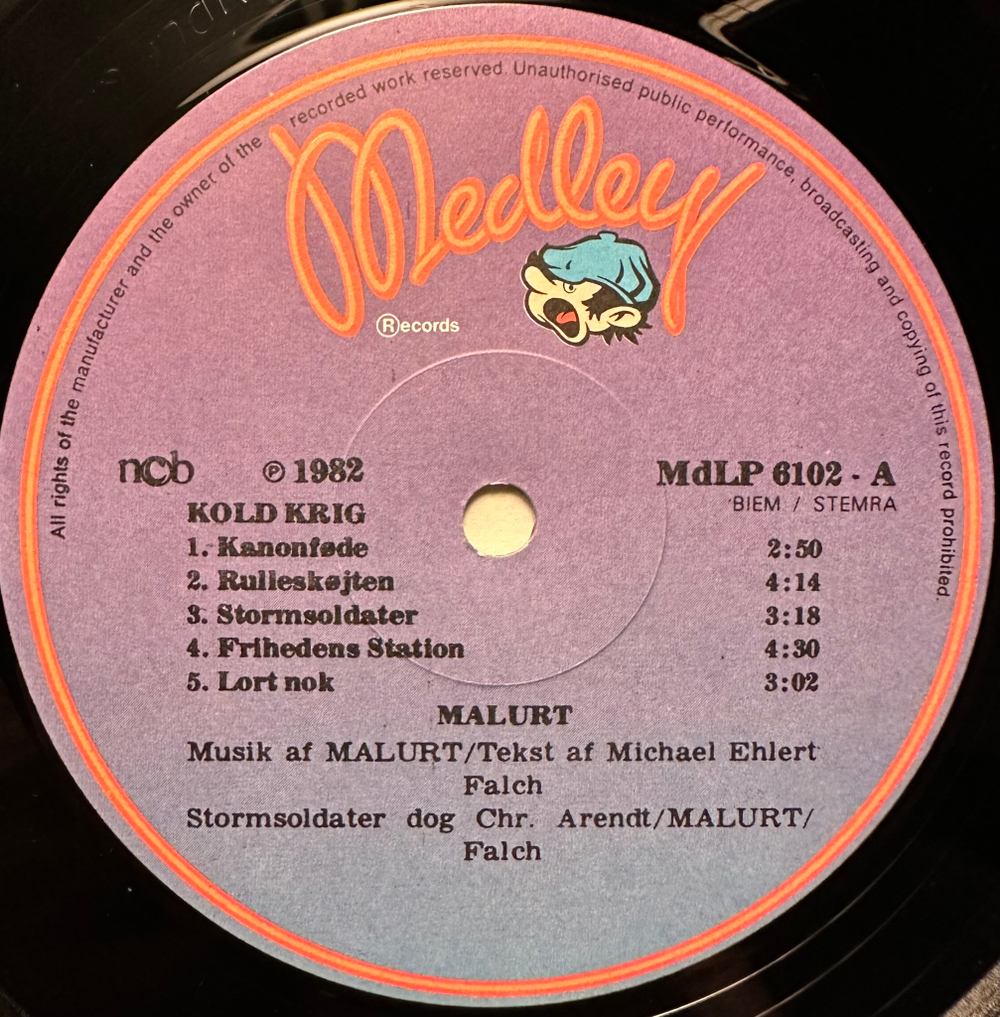 All rights of the manufacturer and the owner of the recorded work reserved. Unauthorised public performance, broadcasting and copying of this record prohibited.
Medley
®ecords
ncb ℗ 1982 MdLP 6102 - A
BIEM / STEMRA
KOLD KRIG
1. Kanonføde 2:50
2. Rulleskøjten 4:14
3. Stormsoldater 3:18
4. Frihedens Station 4:30
5. Lort nok 3:02
MALURT
Musik af MALURT/Tekst af Michael Ehlert
Falch
Stormsoldater dog Chr. Arendt/MALURT/
Falch